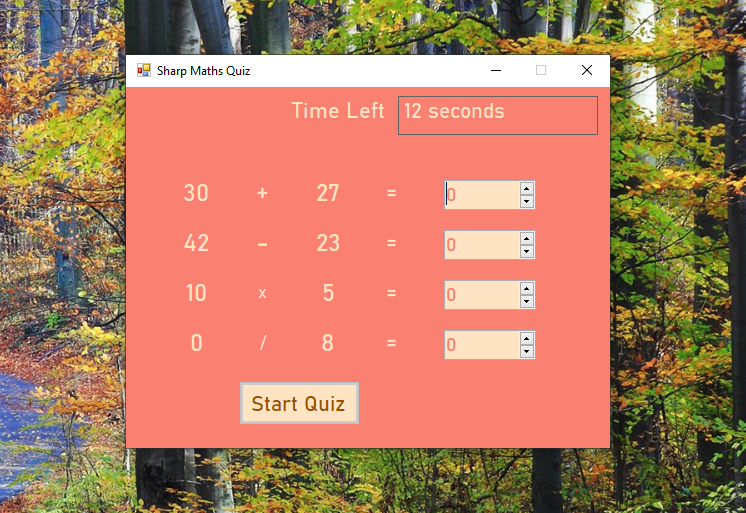 Sharp Maths Quiz
Time Left 12 seconds
30 + 27 = 0
42 - 23 = 0
10 x 5 = 0
0 / 8 = 0
Start Quiz